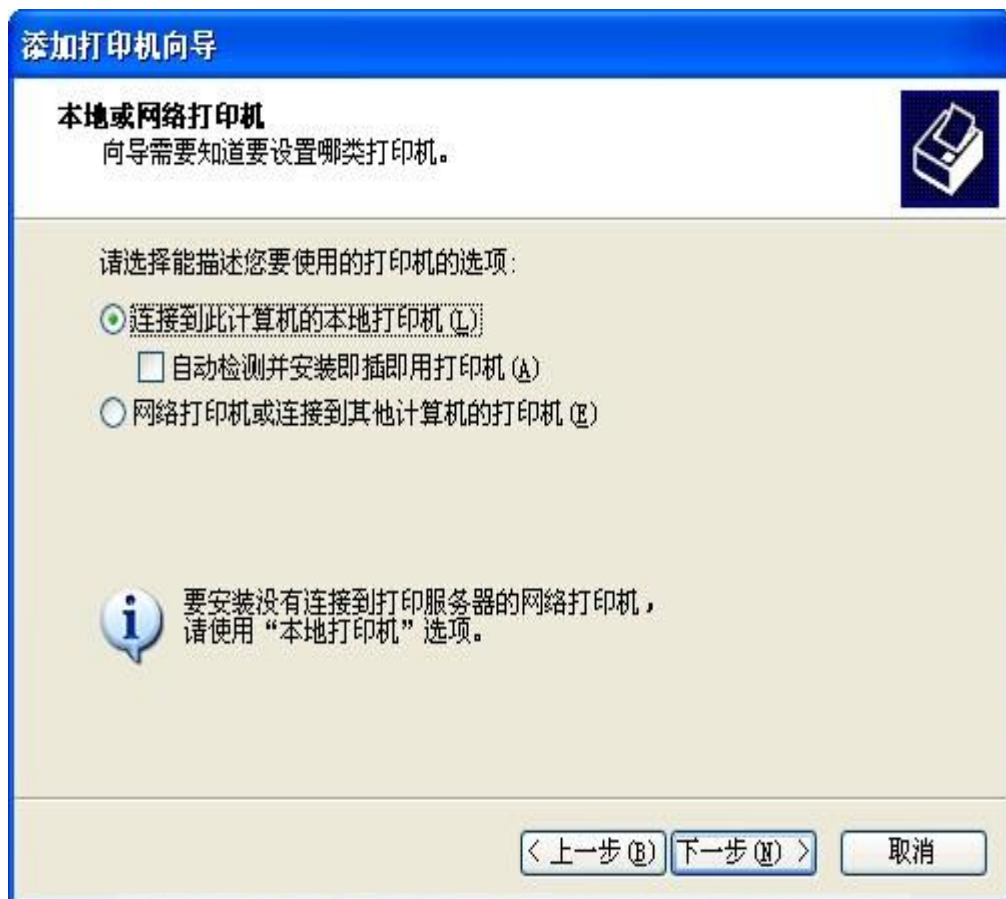 添加打印机向导
本地或网络打印机
向导需要知道要设置哪类打印机。
请选择能描述您要使用的打印机的选项:
连接到此计算机的本地打印机(L)
自动检测并安装即插即用打印机(A)
网络打印机或连接到其他计算机的打印机(E)
要安装没有连接到打印服务器的网络打印机，
请使用“本地打印机”选项。
< 上一步(B) 下一步(N) > 取消